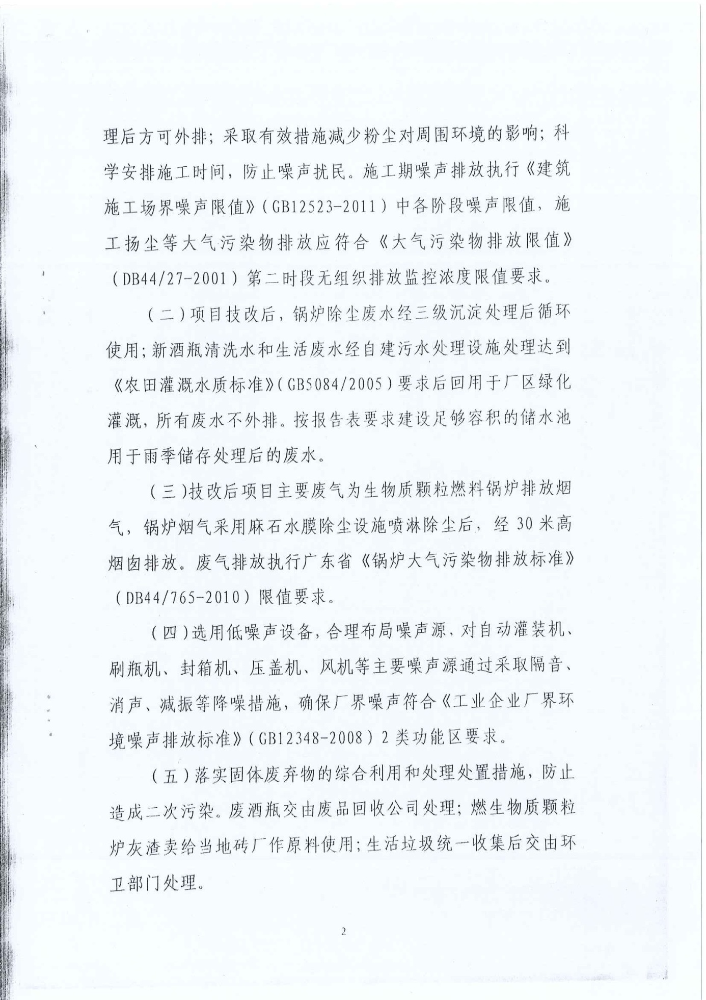 理后方可外排；采取有效措施减少粉尘对周围环境的影响；科
学安排施工时间，防止噪声扰民。施工期噪声排放执行《建筑
施工场界噪声限值》（GB12523-2011）中各阶段噪声限值，施
工扬尘等大气污染物排放应符合《大气污染物排放限值》
（DB44/27-2001）第二时段无组织排放监控浓度限值要求。
（二）项目技改后，锅炉除尘废水经三级沉淀处理后循环
使用；新酒瓶清洗水和生活废水经自建污水处理设施处理达到
《农田灌溉水质标准》（GB5084/2005）要求后回用于厂区绿化
灌溉，所有废水不外排。按报告表要求建设足够容积的储水池
用于雨季储存处理后的废水。
（三）技改后项目主要废气为生物质颗粒燃料锅炉排放烟
气，锅炉烟气采用麻石水膜除尘设施喷淋除尘后，经 30 米高
烟囱排放。废气排放执行广东省《锅炉大气污染物排放标准》
（DB44/765-2010）限值要求。
（四）选用低噪声设备，合理布局噪声源，对自动灌装机、
刷瓶机、封箱机、压盖机、风机等主要噪声源通过采取隔音、
消声、减振等降噪措施，确保厂界噪声符合《工业企业厂界环
境噪声排放标准》（GB12348-2008）2 类功能区要求。
（五）落实固体废弃物的综合利用和处理处置措施，防止
造成二次污染。废酒瓶交由废品回收公司处理；燃生物质颗粒
炉灰渣卖给当地砖厂作原料使用；生活垃圾统一收集后交由环
卫部门处理。
2